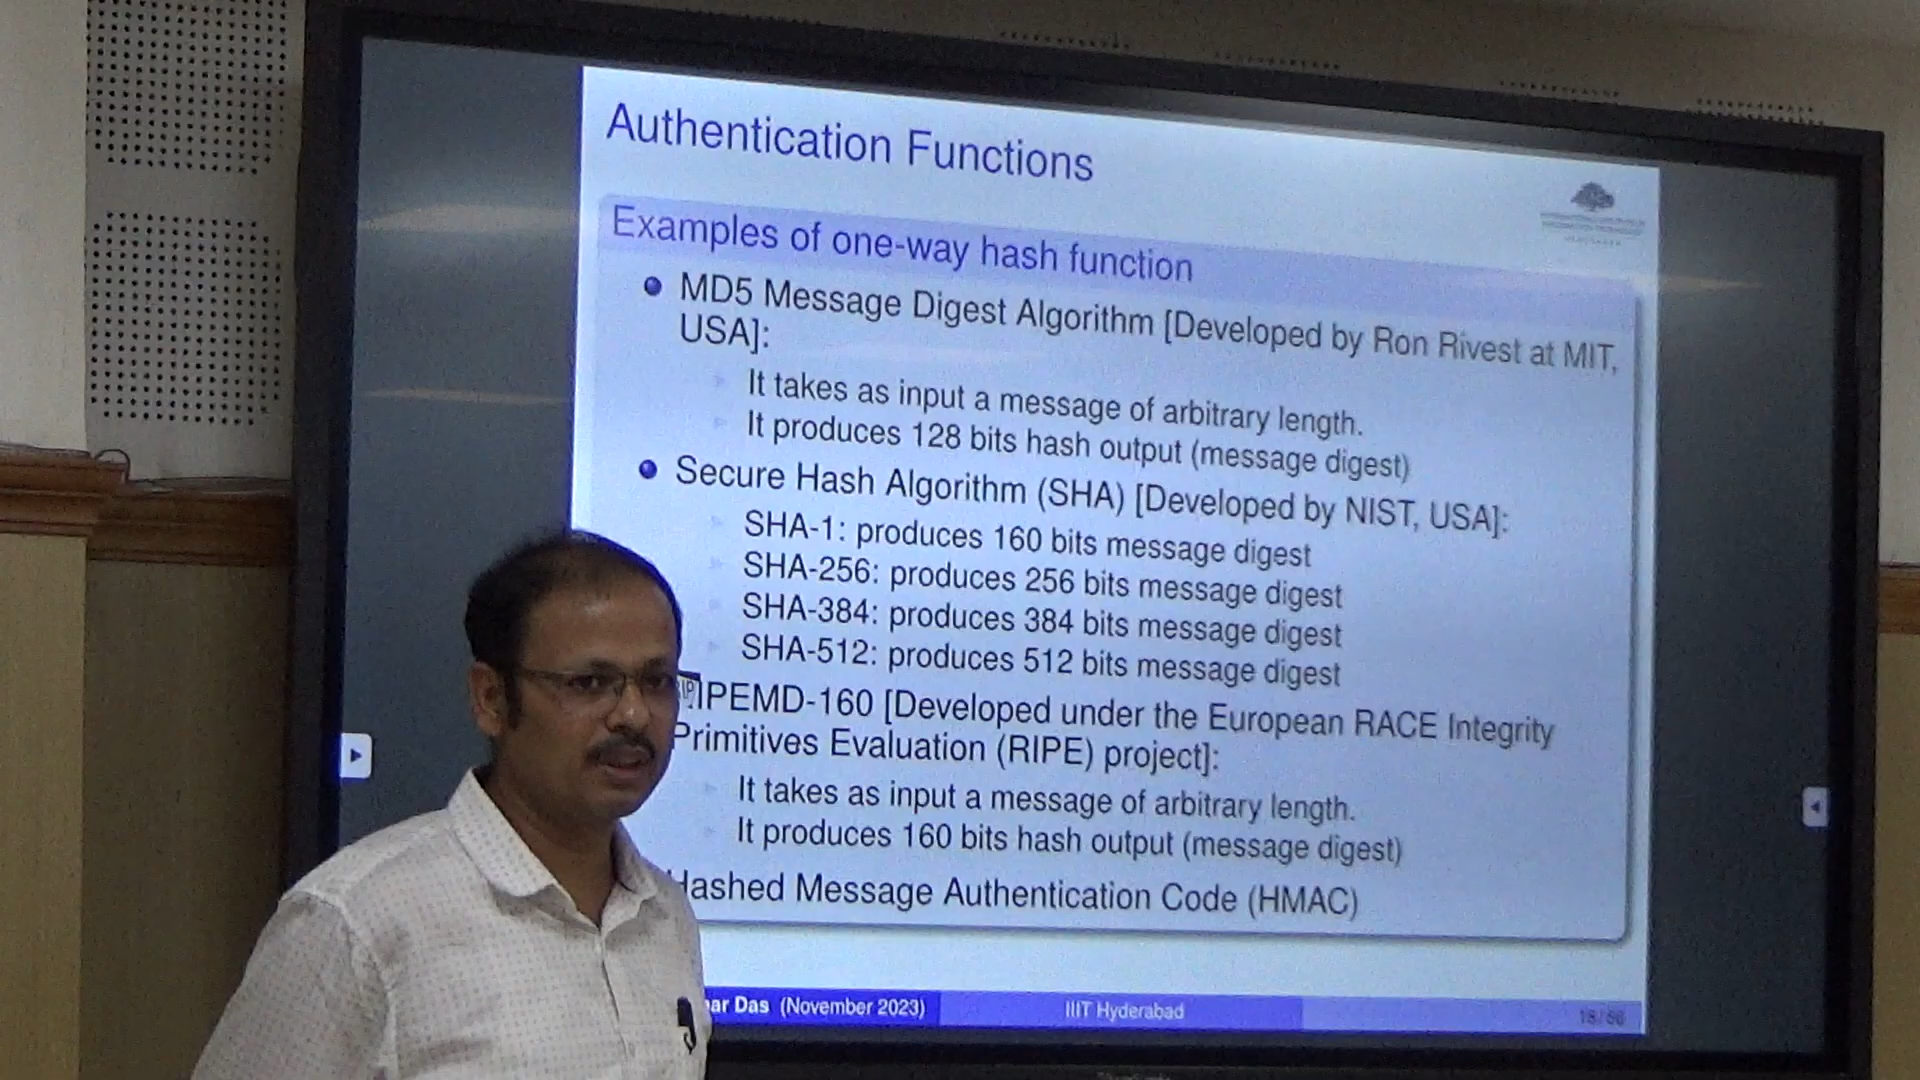 Authentication Functions
Examples of one-way hash function
MD5 Message Digest Algorithm [Developed by Ron Rivest at MIT,
USA]:
It takes as input a message of arbitrary length.
It produces 128 bits hash output (message digest)
Secure Hash Algorithm (SHA) [Developed by NIST, USA]:
SHA-1: produces 160 bits message digest
SHA-256: produces 256 bits message digest
SHA-384: produces 384 bits message digest
SHA-512: produces 512 bits message digest
IPEMD-160 [Developed under the European RACE Integrity
Primitives Evaluation (RIPE) project]:
It takes as input a message of arbitrary length.
It produces 160 bits hash output (message digest)
Hashed Message Authentication Code (HMAC)
ar Das (November 2023)
IIIT Hyderabad